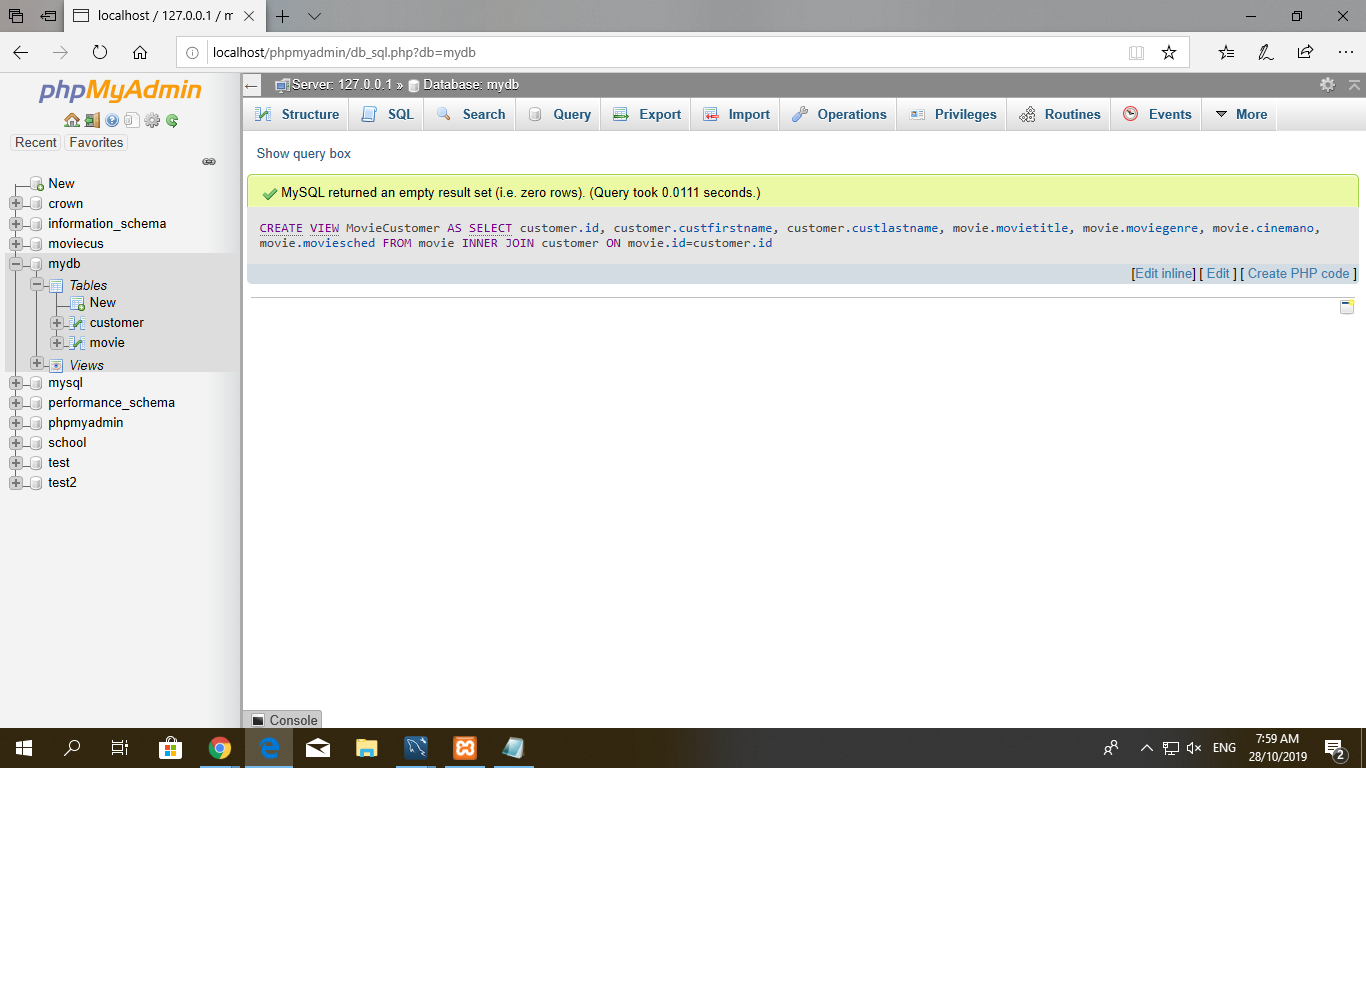 localhost / 127.0.0.1 / m
localhost/phpmyadmin/db_sql.php?db=mydb
phpMyAdmin
Recent Favorites
New
crown
information_schema
moviecus
mydb
Tables
New
customer
movie
Views
mysql
performance_schema
phpmyadmin
school
test
test2
Server: 127.0.0.1 » Database: mydb
Structure SQL Search Query Export Import Operations Privileges Routines Events More
Show query box
MySQL returned an empty result set (i.e. zero rows). (Query took 0.0111 seconds.)
CREATE VIEW MovieCustomer AS SELECT customer.id, customer.custfirstname, customer.custlastname, movie.movietitle, movie.moviegenre, movie.cinemano,
movie.moviesched FROM movie INNER JOIN customer ON movie.id=customer.id
[Edit inline] [ Edit ] [ Create PHP code ]
Console
ENG
7:59 AM
28/10/2019
2